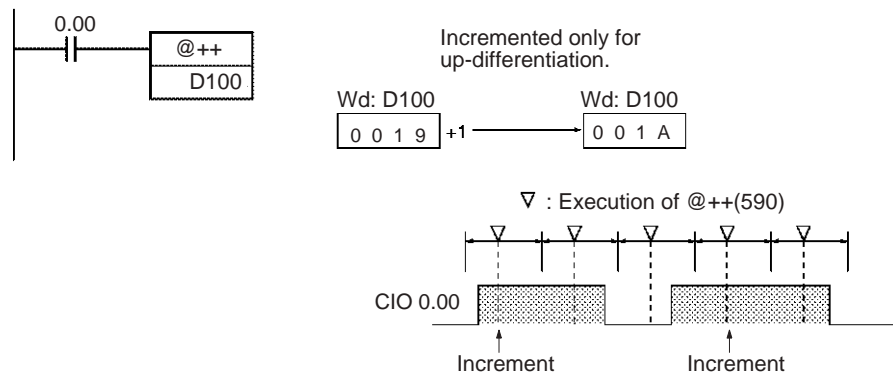 0.00
@++
D100
Incremented only for
up-differentiation.
Wd: D100
Wd: D100
0 0 1 9 +1
0 0 1 A
∇ : Execution of @++(590)
CIO 0.00
Increment
Increment